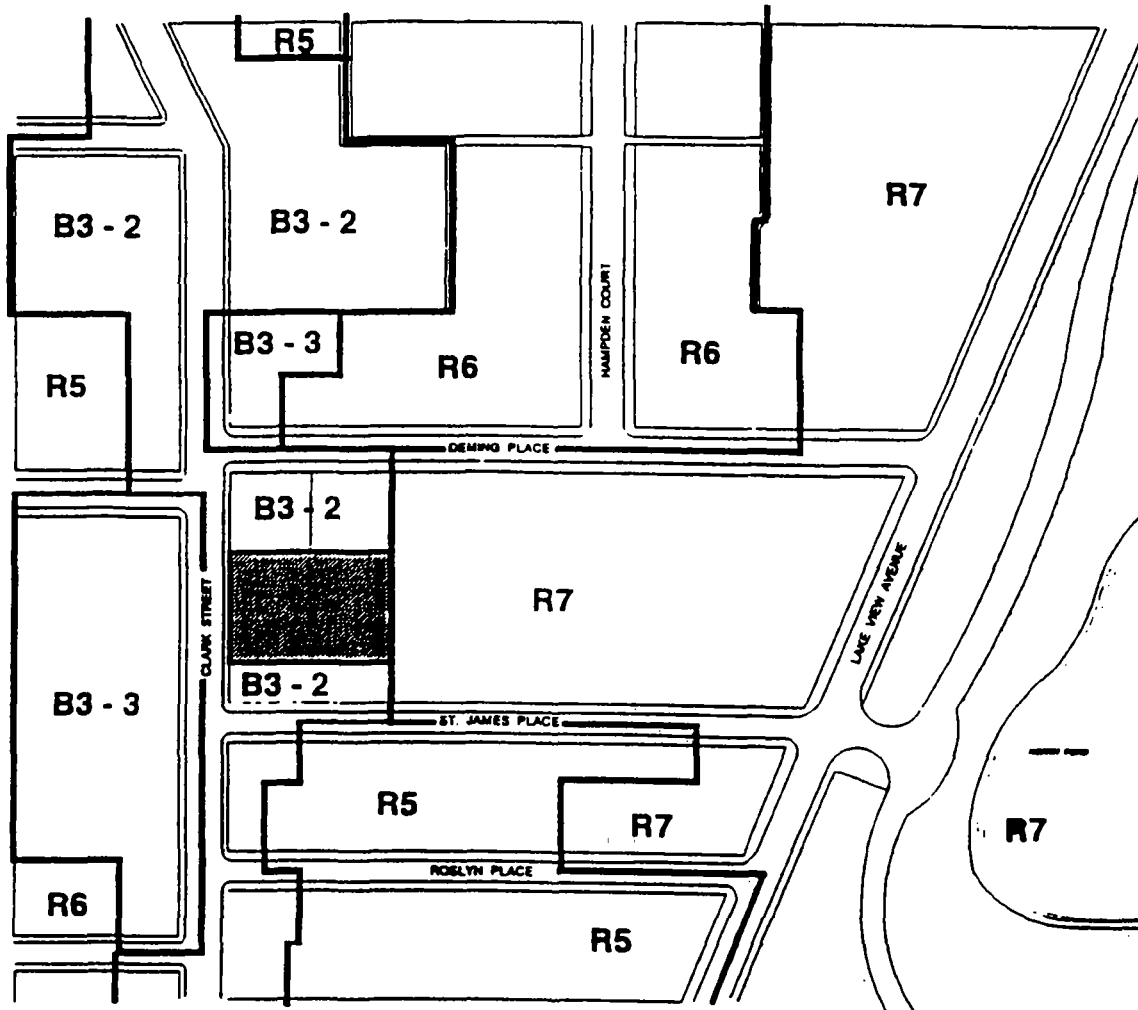 R5
R7
B3 - 2
B3 - 2
HAMPDEN COURT
B3 - 3
R6
R6
R5
DEMING PLACE
B3 - 2
CLARK STREET
R7
LAKE VIEW AVENUE
B3 - 2
B3 - 3
ST. JAMES PLACE
R5
R7
R7
ROSLYN PLACE
R6
R5